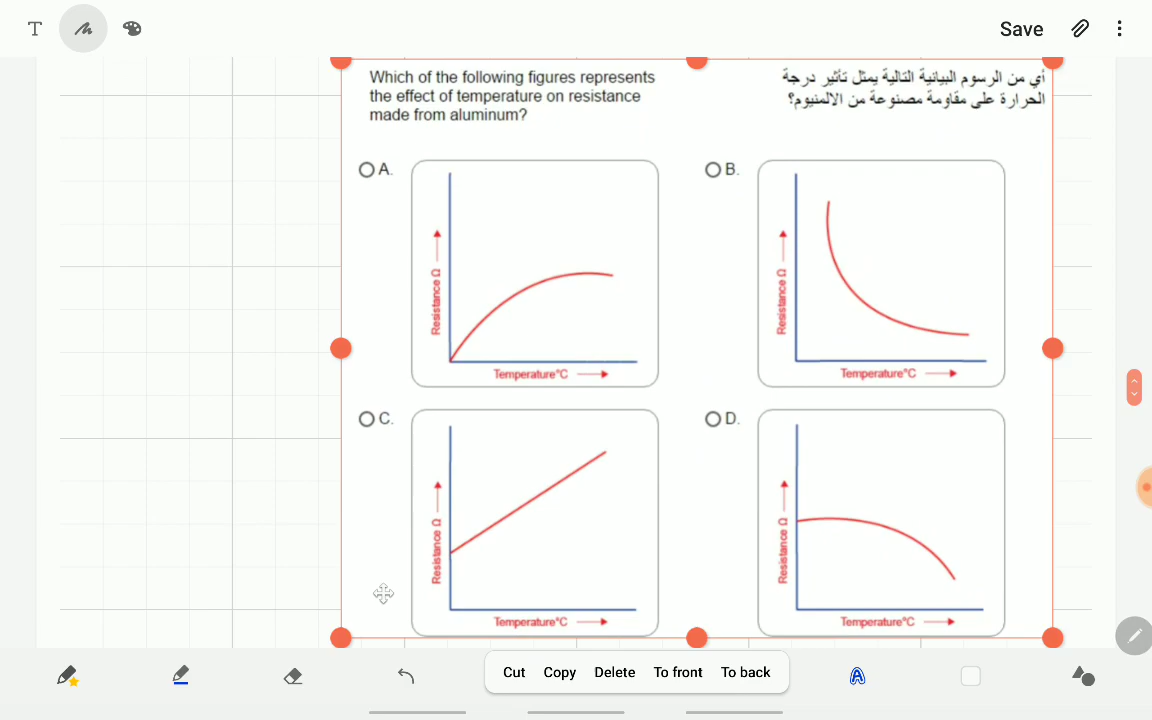 T
Save
Which of the following figures represents
the effect of temperature on resistance
made from aluminum?
أي من الرسوم البيانية التالية يمثل تأثير درجة
الحرارة على مقاومة مصنوعة من الالمنيوم؟
A.
Resistance Ω
Temperature°C
B.
Resistance Ω
Temperature°C
C.
Resistance Ω
Temperature°C
D.
Resistance Ω
Temperature°C
Cut Copy Delete To front To back
A